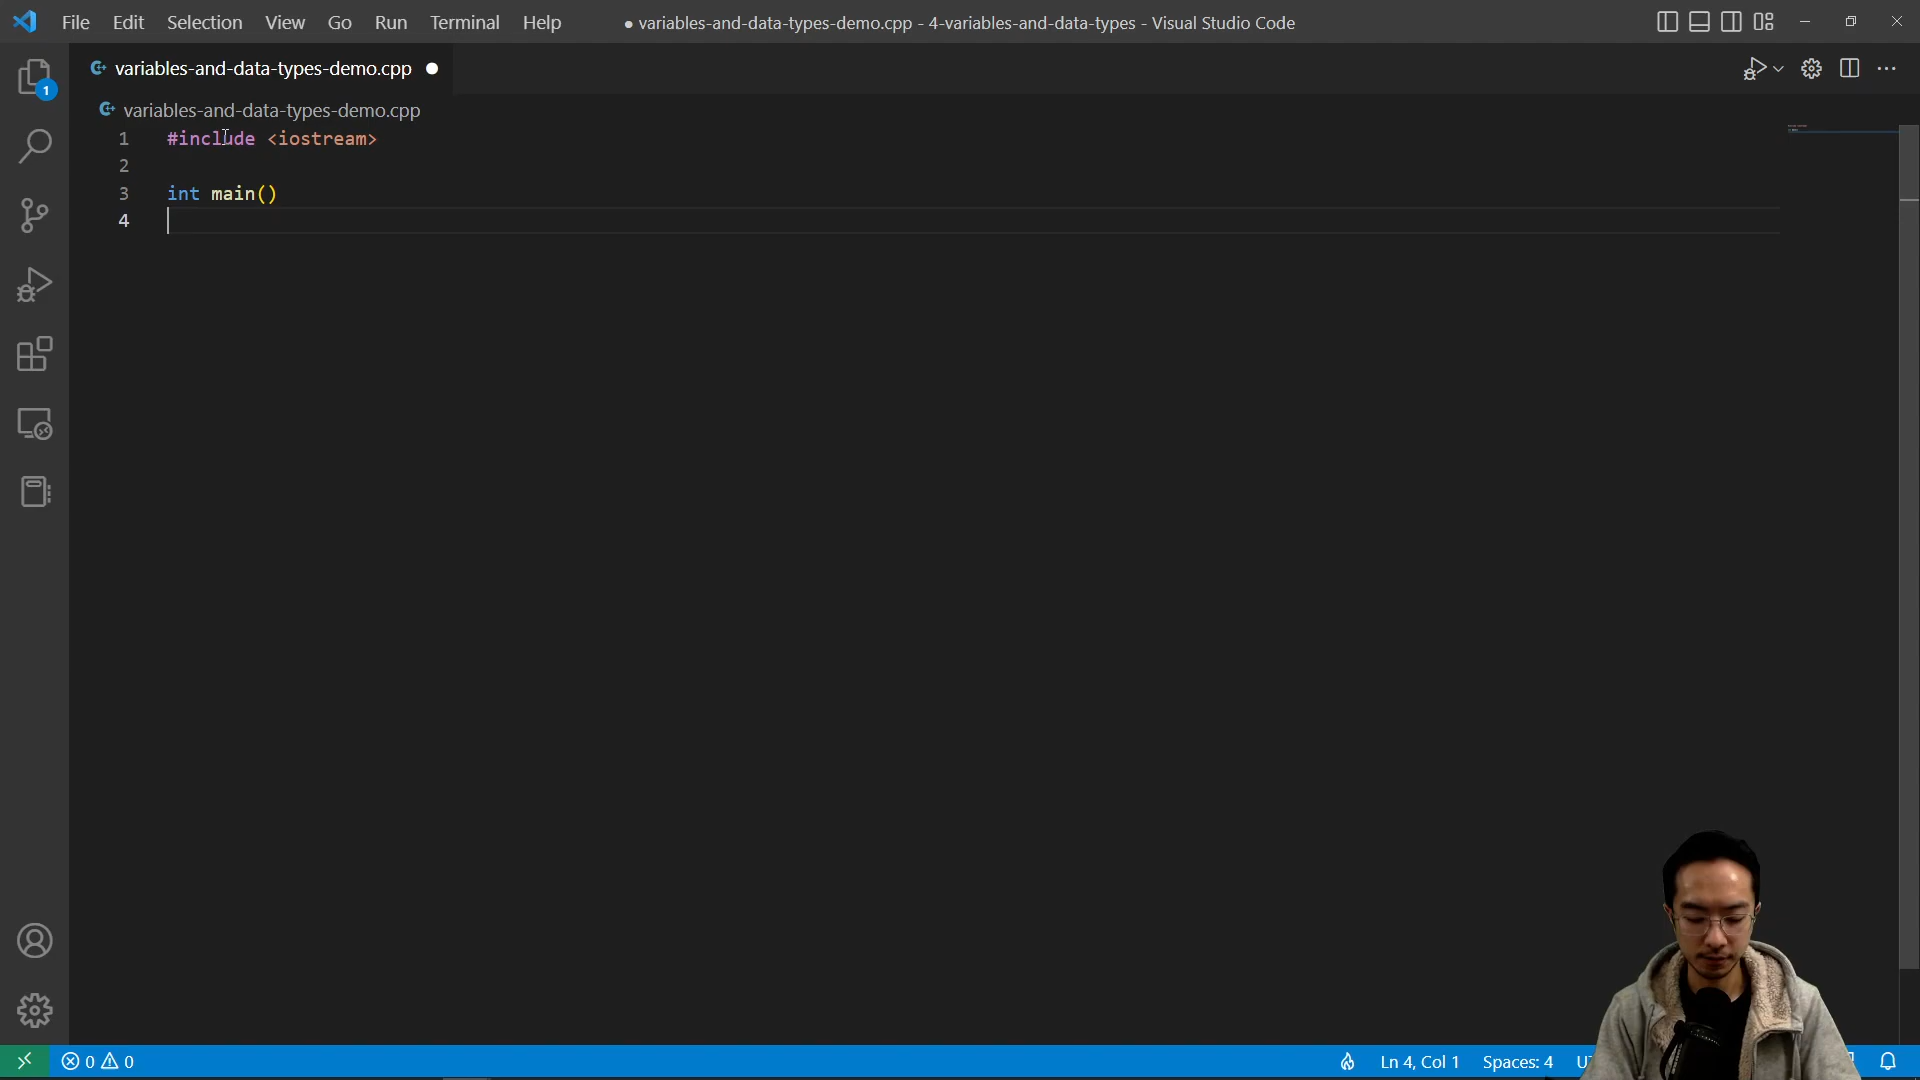 File Edit Selection View Go Run Terminal Help ● variables-and-data-types-demo.cpp - 4-variables-and-data-types - Visual Studio Code
variables-and-data-types-demo.cpp
1
variables-and-data-types-demo.cpp
1 #include <iostream>
2
3 int main()
4
0 0 Ln 4, Col 1 Spaces: 4